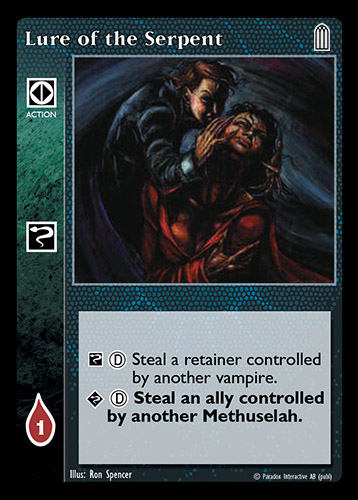 Lure of the Serpent
ACTION
D Steal a retainer controlled
by another vampire.
D Steal an ally controlled
by another Methuselah.
1
Illus: Ron Spencer
© Paradox Interactive AB (publ)